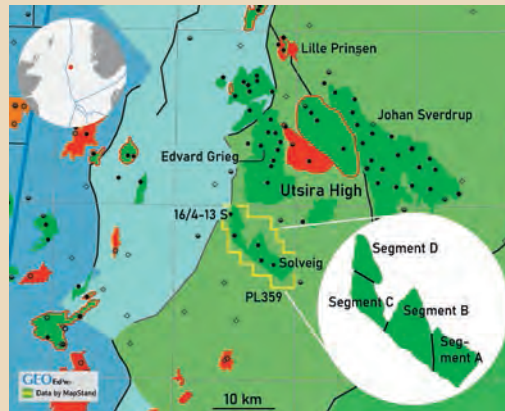 Lille Prinsen
Johan Sverdrup
Edvard Grieg
Utsira High
16/4-13 S
Solveig
PL359
Segment D
Segment C
Segment B
Seg-
ment A
GEO ExPro
Data by MapStand
10 km